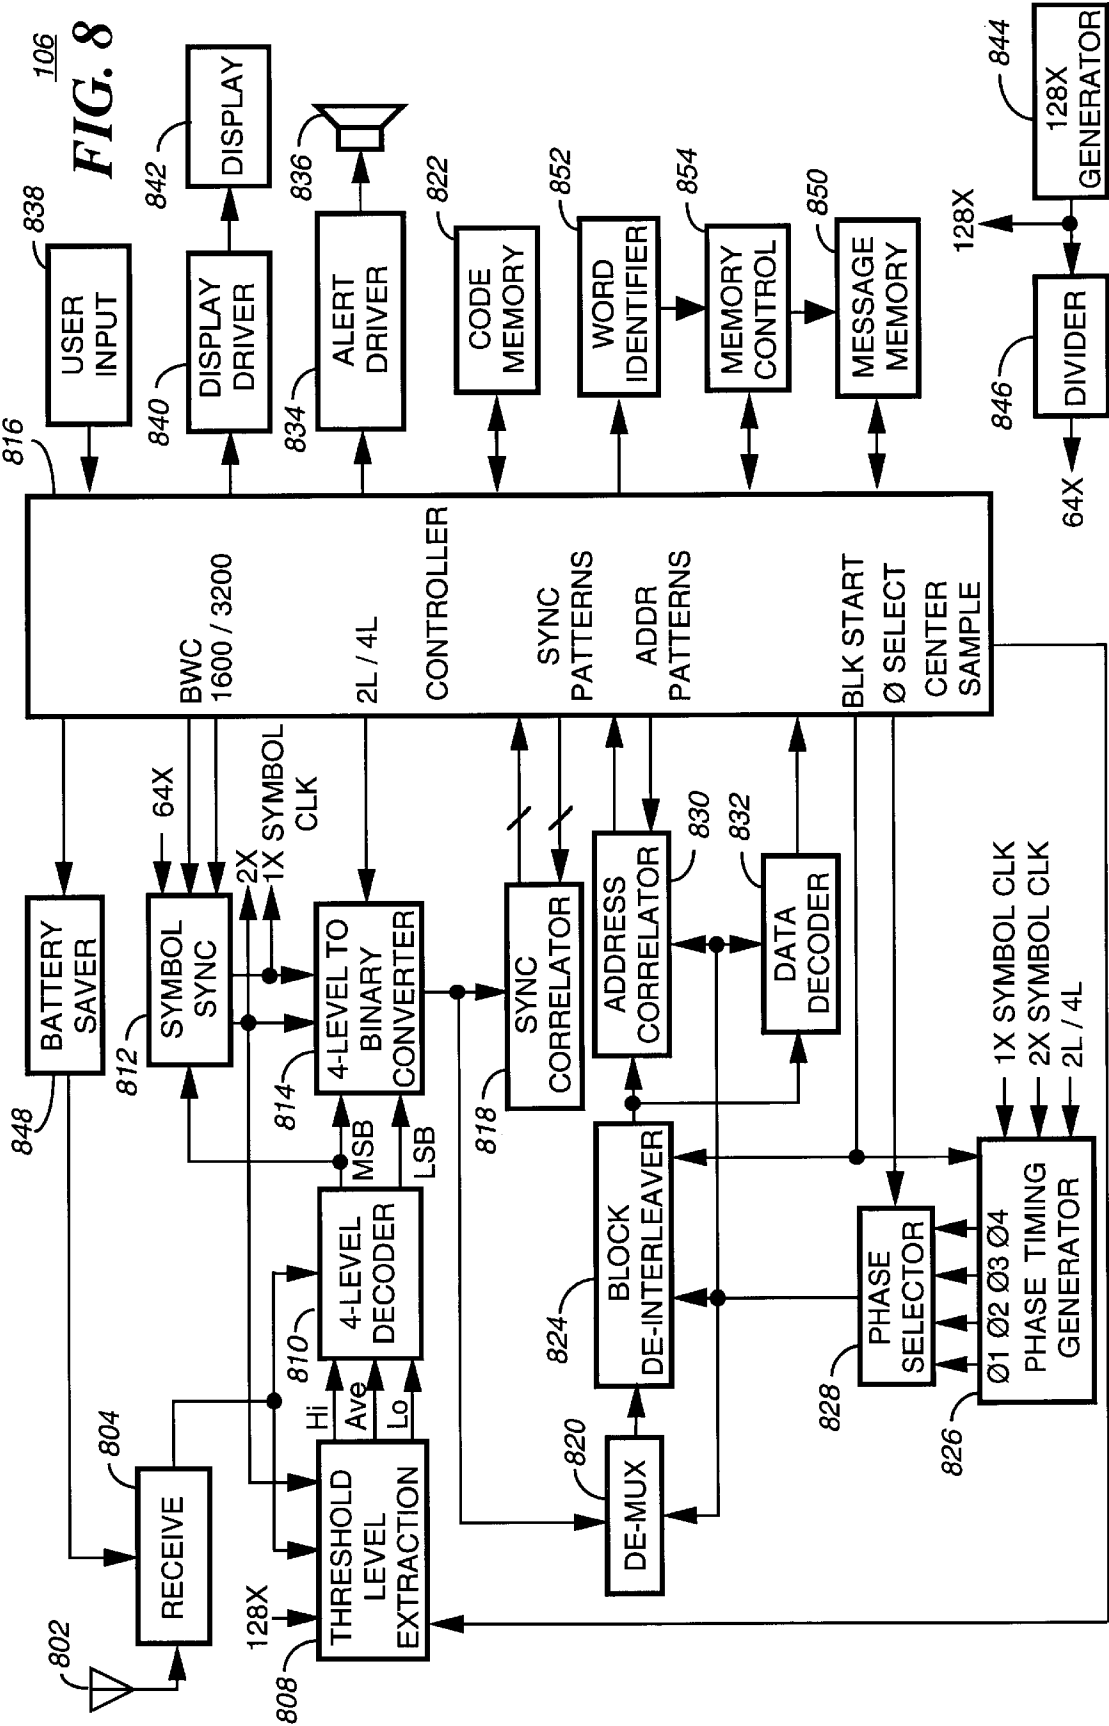 106
FIG. 8
802
804
RECEIVE
848
BATTERY
SAVER
816
838
USER
INPUT
840
DISPLAY
DRIVER
842
DISPLAY
812
SYMBOL
SYNC
64X
BWC
1600 / 3200
2X
1X SYMBOL
CLK
834
ALERT
DRIVER
836
128X
808
THRESHOLD
LEVEL
EXTRACTION
Hi
Ave
Lo
810
4-LEVEL
DECODER
MSB
LSB
814
4-LEVEL TO
BINARY
CONVERTER
2L / 4L
CONTROLLER
822
CODE
MEMORY
818
SYNC
CORRELATOR
SYNC
PATTERNS
852
WORD
IDENTIFIER
820
DE-MUX
824
BLOCK
DE-INTERLEAVER
830
ADDRESS
CORRELATOR
ADDR
PATTERNS
854
MEMORY
CONTROL
832
DATA
DECODER
850
MESSAGE
MEMORY
BLK START
Ø SELECT
CENTER
SAMPLE
828
PHASE
SELECTOR
826
Ø1 Ø2 Ø3 Ø4
PHASE TIMING
GENERATOR
1X SYMBOL CLK
2X SYMBOL CLK
2L / 4L
64X
846
DIVIDER
128X
844
128X
GENERATOR